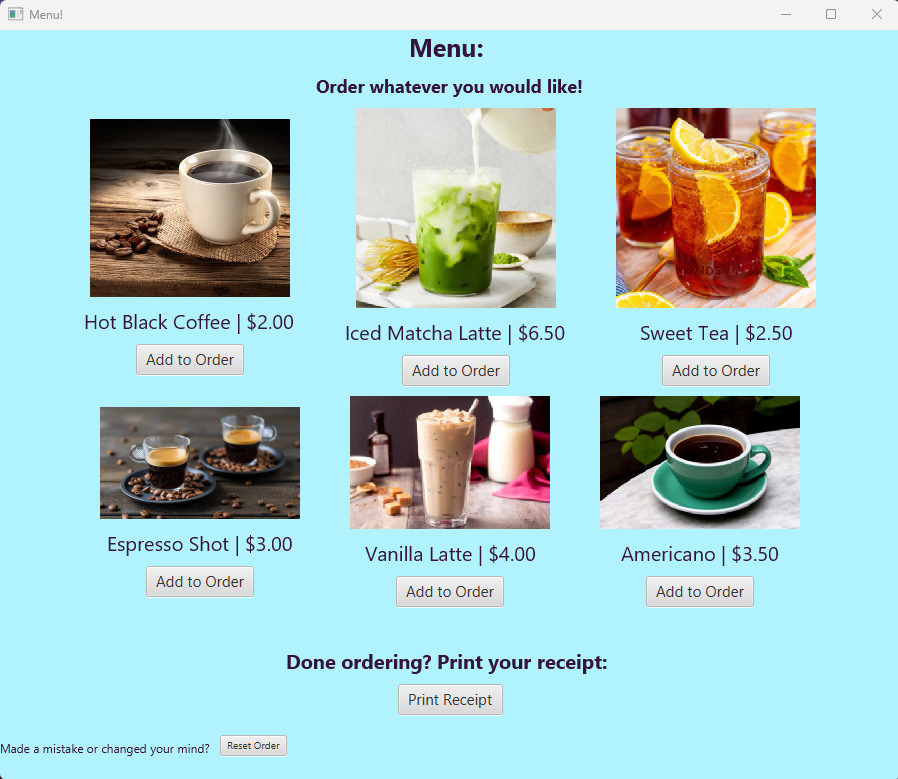 Menu!
Menu:
Order whatever you would like!
Hot Black Coffee | $2.00
Iced Matcha Latte | $6.50
Sweet Tea | $2.50
Add to Order
Add to Order
Add to Order
Espresso Shot | $3.00
Vanilla Latte | $4.00
Americano | $3.50
Add to Order
Add to Order
Add to Order
Done ordering? Print your receipt:
Print Receipt
Made a mistake or changed your mind?
Reset Order